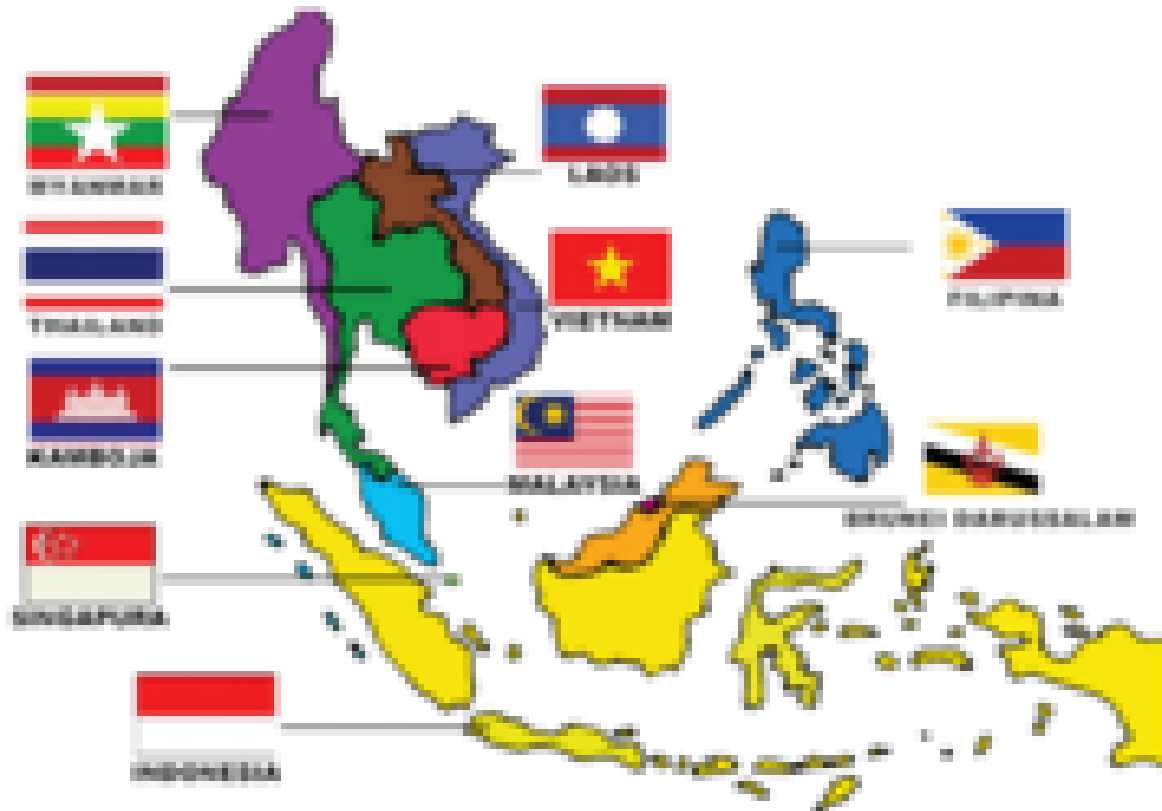 MYANMAR
LAOS
THAILAND
VIETNAM
FILIPINA
KAMBOJA
MALAYSIA
BRUNEI DARUSSALAM
SINGAPURA
INDONESIA